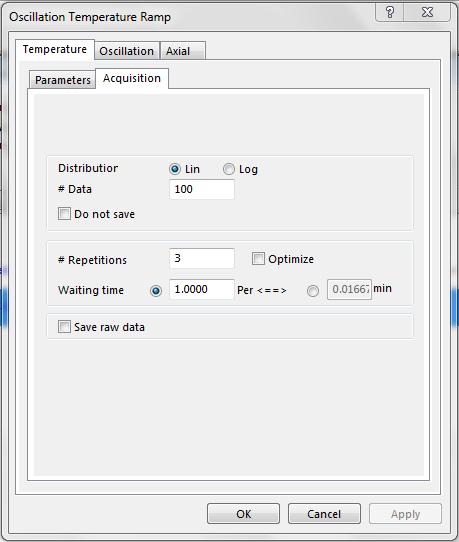 Oscillation Temperature Ramp
Temperature Oscillation Axial
Parameters Acquisition
Distribution Lin Log
# Data 100
Do not save
# Repetitions 3 Optimize
Waiting time 1.0000 Per <==> 0.01667 min
Save raw data
OK Cancel Apply